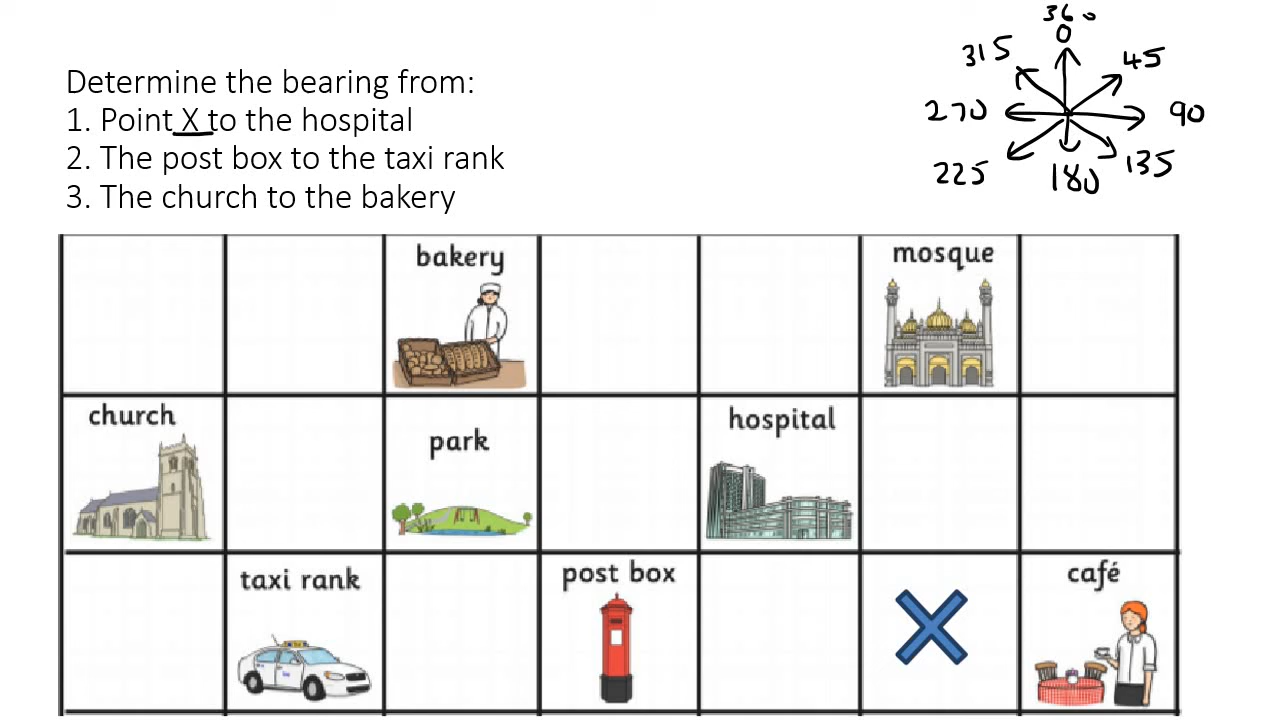 Determine the bearing from:
1. Point X to the hospital
2. The post box to the taxi rank
3. The church to the bakery
360
0
315
45
270
90
225
135
180
bakery
mosque
church
park
hospital
taxi rank
post box
café